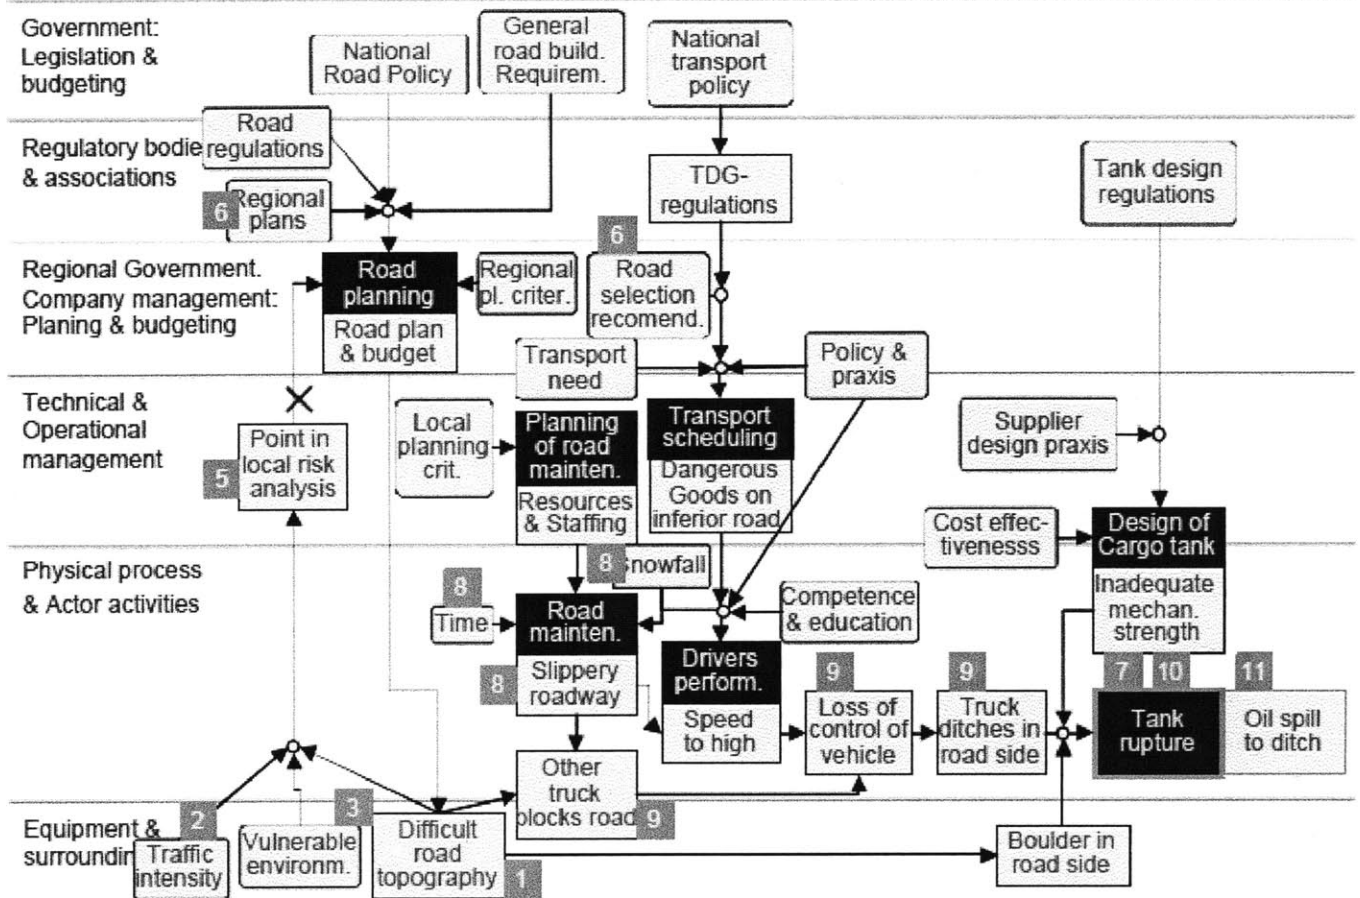 Government:
Legislation &
budgeting
National
Road Policy
General
road build.
Requirem.
National
transport
policy
Regulatory bodie
& associations
Road
regulations
6
Regional
plans
TDG-
regulations
Tank design
regulations
Regional Government.
Company management:
Planing & budgeting
Road
planning
Road plan
& budget
Regional
pl. criter.
6
Road
selection
recomend.
Transport
need
Policy &
praxis
Technical &
Operational
management
5
Point in
local risk
analysis
Local
planning
crit.
Planning
of road
mainten.
Resources
& Staffing
Transport
scheduling
Dangerous
Goods on
inferior road
Supplier
design praxis
Cost effec-
tivenesss
Design of
Cargo tank
Inadequate
mechan.
strength
Physical process
& Actor activities
8
Time
8
Snowfall
Road
mainten.
8
Slippery
roadway
Competence
& education
Drivers
perform.
Speed
to high
9
Loss of
control of
vehicle
9
Truck
ditches in
road side
7
10
Tank
rupture
11
Oil spill
to ditch
Other
truck
blocks road
9
Equipment &
surroundin
2
Traffic
intensity
Vulnerable
environm.
3
Difficult
road
topography
1
Boulder in
road side